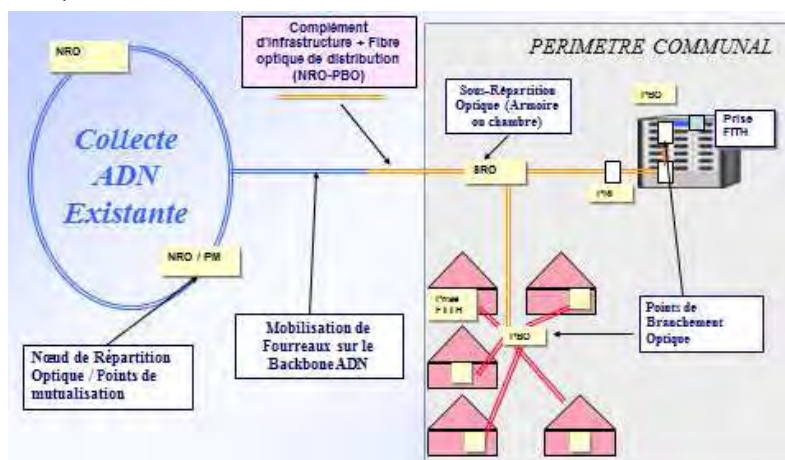 NRO
Complément
d'infrastructure + Fibre
optique de distribution
(NRO-PBO)
PERIMETRE COMMUNAL
Sous-Répartition
Optique (Armoire
ou chambre)
PBO
Prise
FTTH
Collecte
ADN
Existante
SRO
PM
NRO / PM
Prise
FTTH
PBO
Points de
Branchement
Optique
Mobilisation de
Fourreaux sur le
Backbone ADN
Nœud de Répartition
Optique / Points de
mutualisation